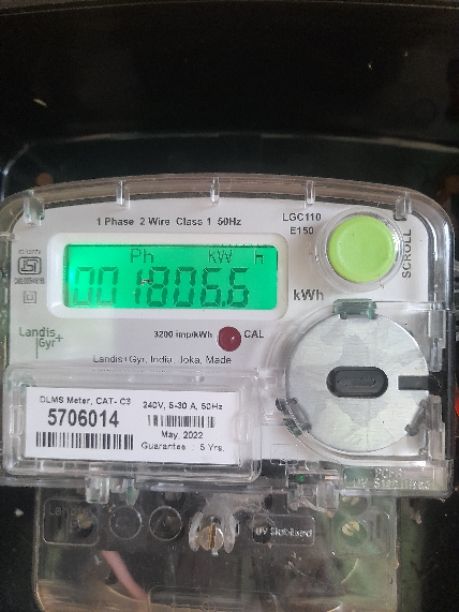 1 Phase 2 Wire Class 1 50Hz
LGC110
E150
SCROLL
Ph kW H
001806.6
kWh
3200 imp/kWh CAL
Landis+
Gyr
Landis+Gyr, India, Joka, Made
DLMS Meter, CAT- C3
5706014
240V, 5-30 A, 50Hz
May, 2022
Guarantee : 5 Yrs.
UV Stabilized